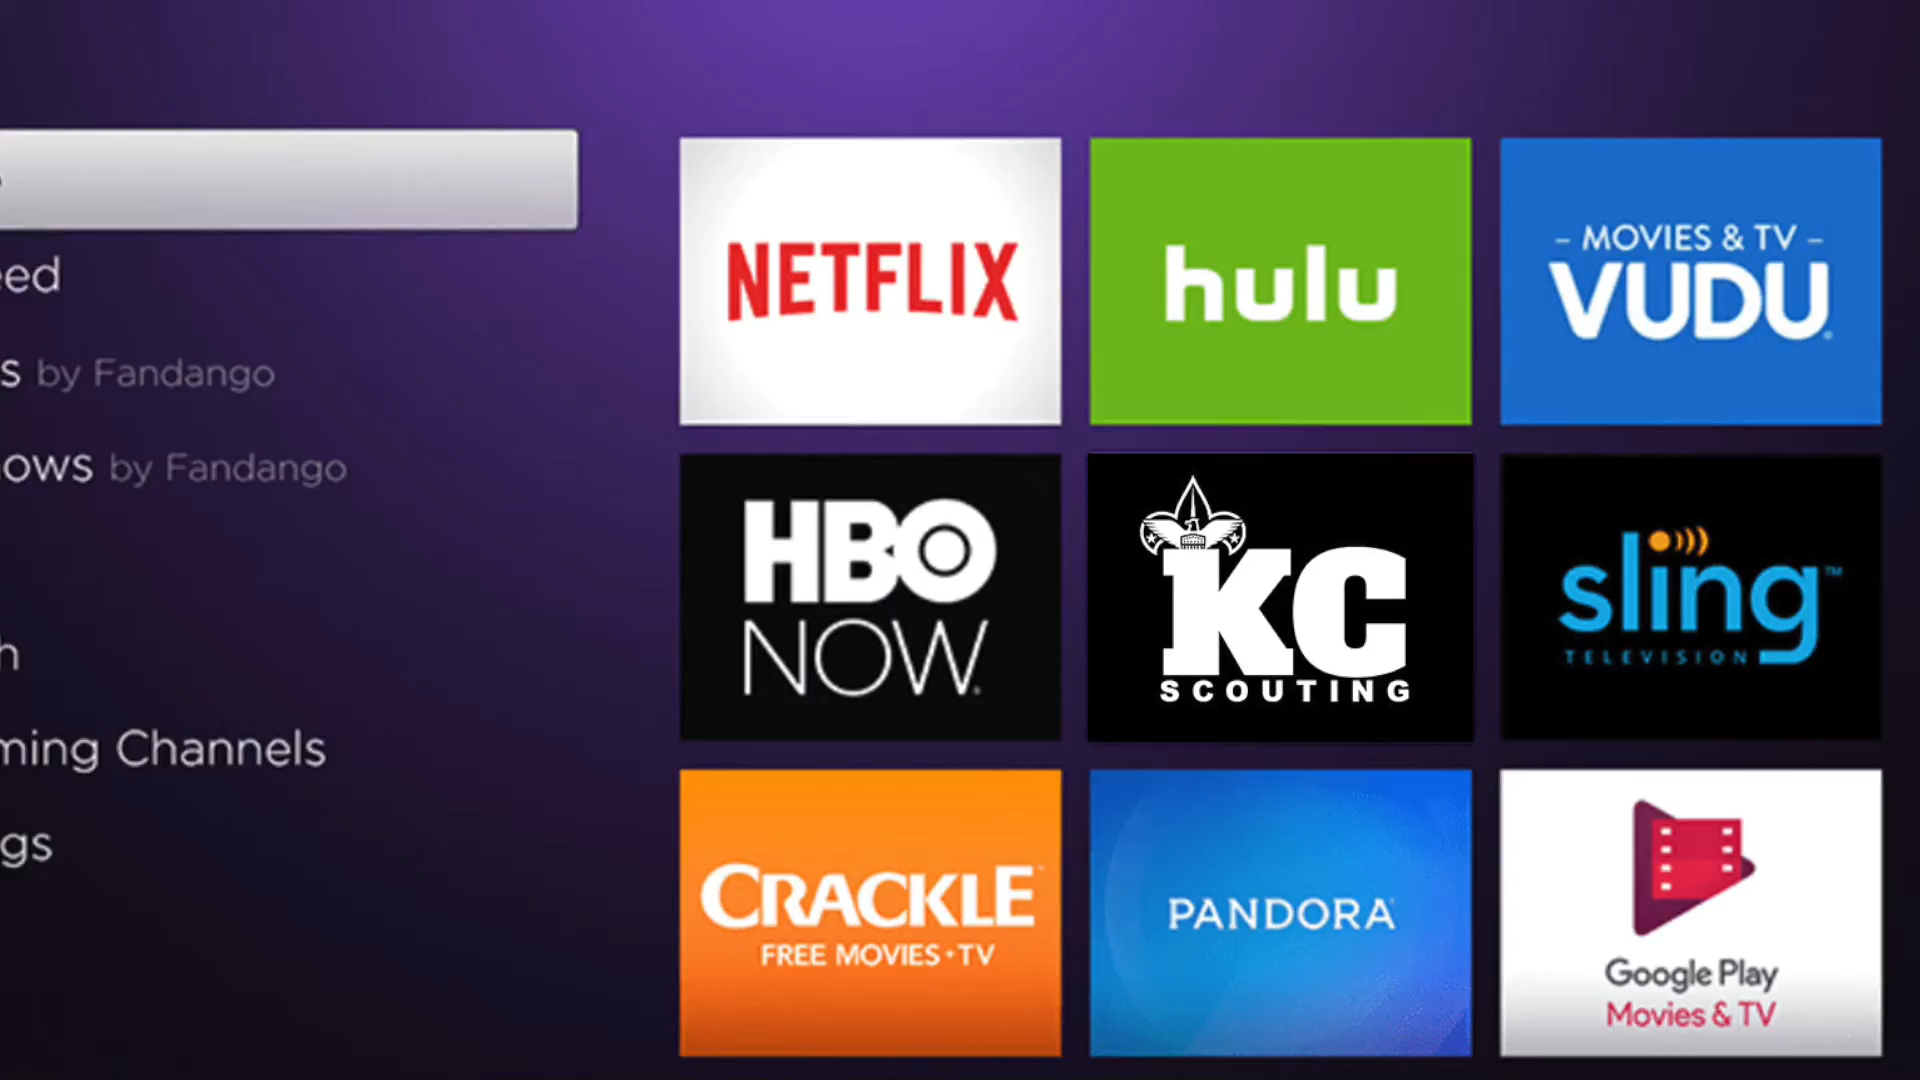 eed
s by Fandango
ows by Fandango
h
ming Channels
gs
NETFLIX
hulu
- MOVIES & TV -
VUDU
HBO
NOW.
KC
SCOUTING
sling™
TELEVISION
CRACKLE
FREE MOVIES • TV
PANDORA
Google Play
Movies & TV